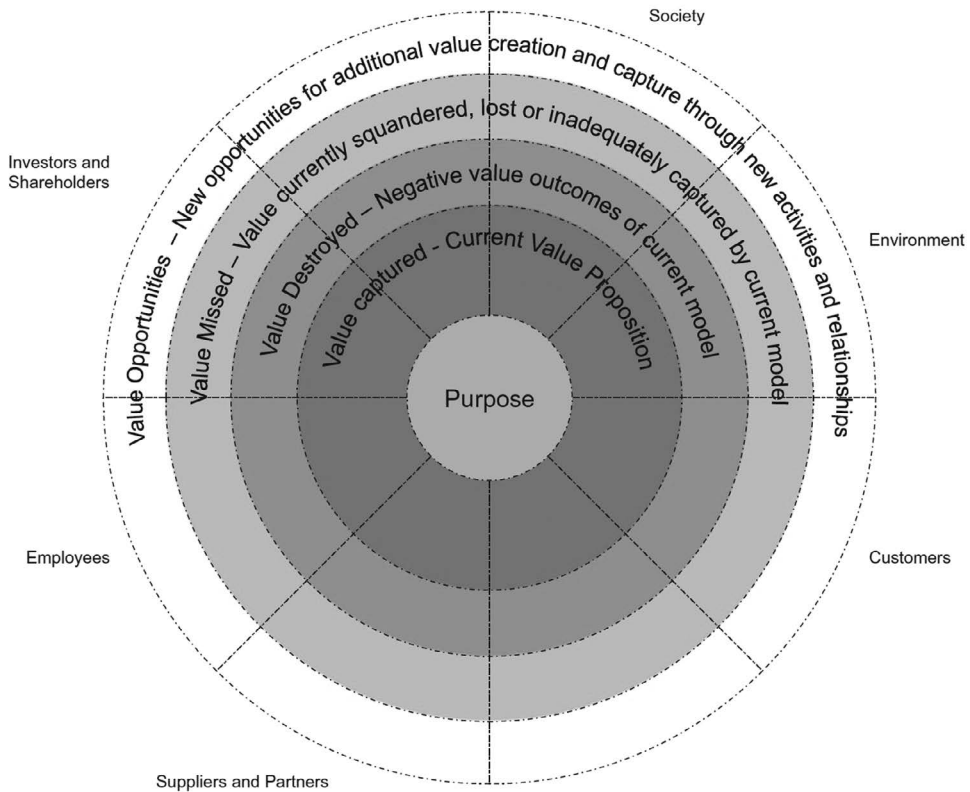 Society
Value Opportunities – New opportunities for additional value creation and capture through new activities and relationships
Value Missed – Value currently squandered, lost or inadequately captured by current model
Value Destroyed – Negative value outcomes of current model
Value captured - Current Value Proposition
Purpose
Investors and
Shareholders
Environment
Employees
Customers
Suppliers and Partners